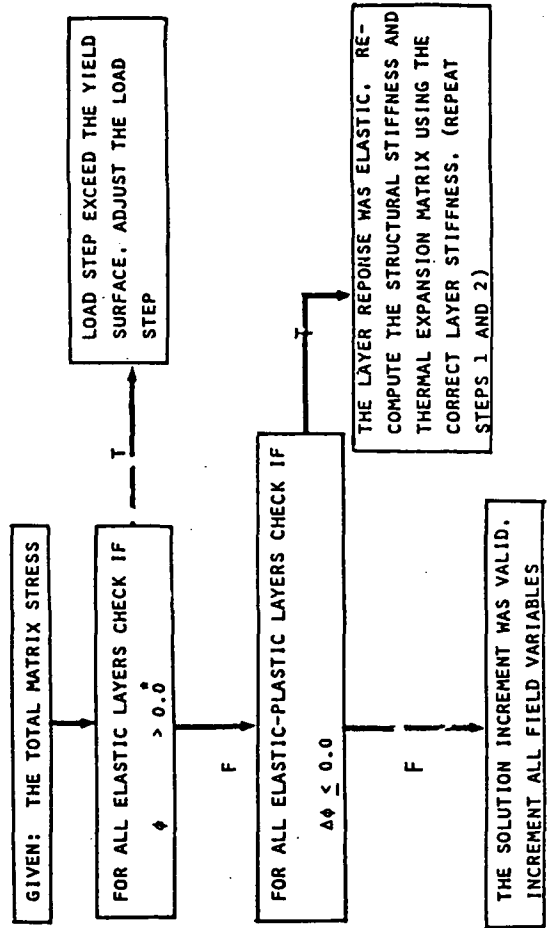 GIVEN: THE TOTAL MATRIX STRESS
FOR ALL ELASTIC LAYERS CHECK IF
ϕ > 0.0*
T
LOAD STEP EXCEED THE YIELD
SURFACE. ADJUST THE LOAD
STEP
F
FOR ALL ELASTIC-PLASTIC LAYERS CHECK IF
Δϕ ≤ 0.0
T
THE LAYER REPONSE WAS ELASTIC. RE-
COMPUTE THE STRUCTURAL STIFFNESS AND
THERMAL EXPANSION MATRIX USING THE
CORRECT LAYER STIFFNESS. (REPEAT
STEPS 1 AND 2)
F
THE SOLUTION INCREMENT WAS VALID.
INCREMENT ALL FIELD VARIABLES